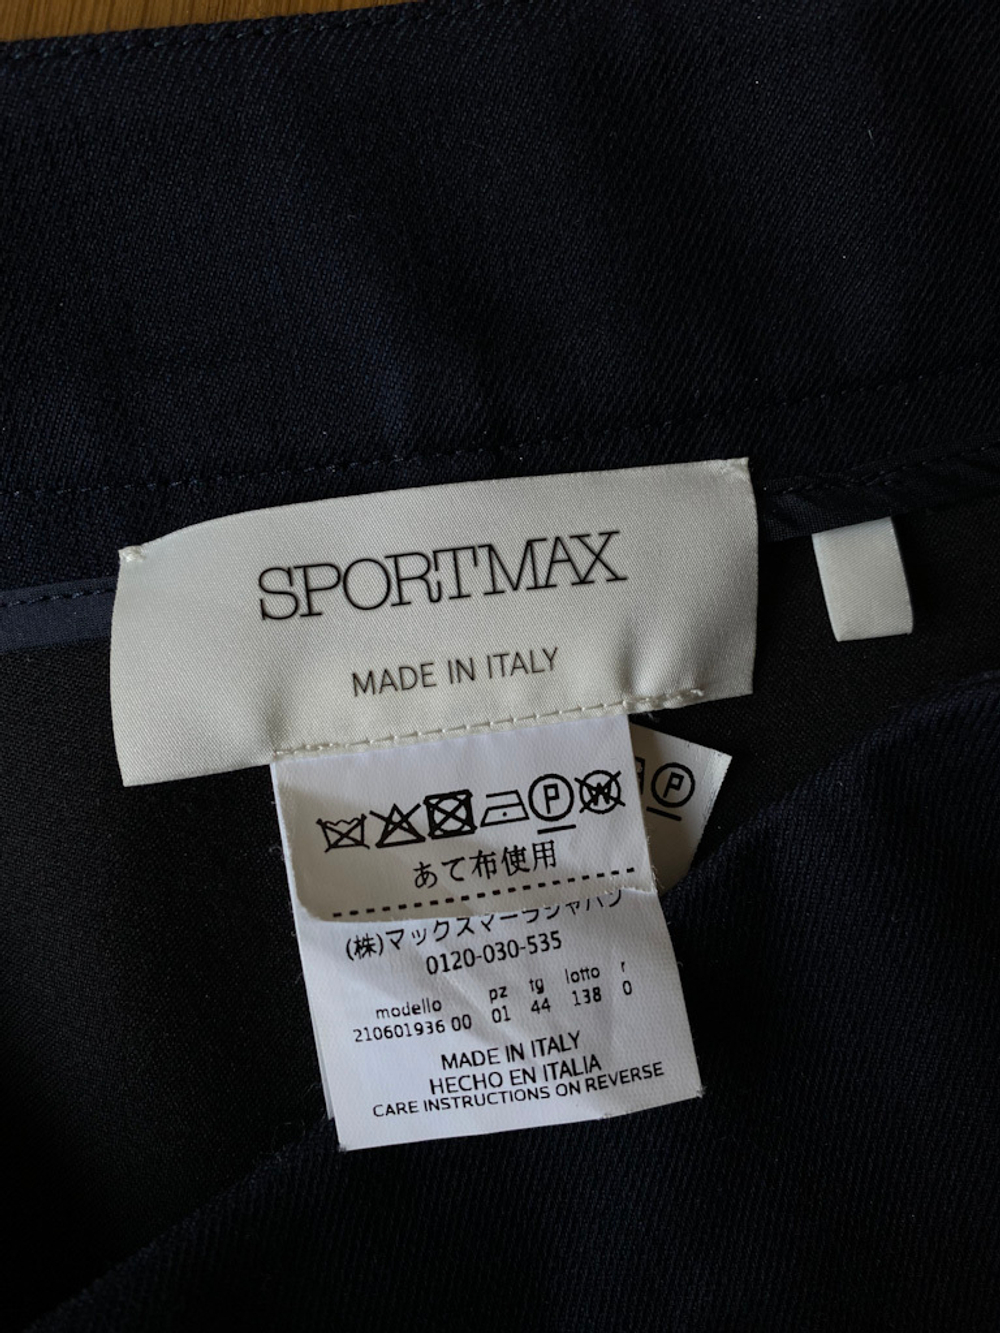 SPORTMAX
MADE IN ITALY
P W P
あて布使用
(株)マックスマーラジャパン
0120-030-535
modello pz tg lotto r
210601936 00 01 44 138 0
MADE IN ITALY
HECHO EN ITALIA
CARE INSTRUCTIONS ON REVERSE